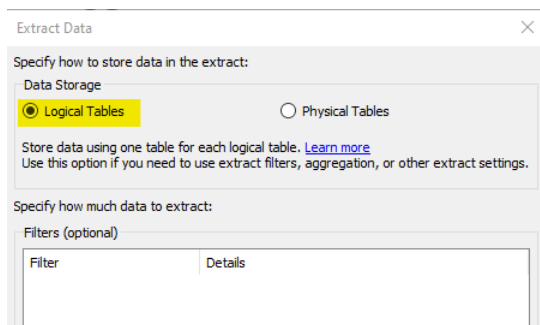 Extract Data
Specify how to store data in the extract:
Data Storage
Logical Tables Physical Tables
Store data using one table for each logical table. Learn more
Use this option if you need to use extract filters, aggregation, or other extract settings.
Specify how much data to extract:
Filters (optional)
Filter Details